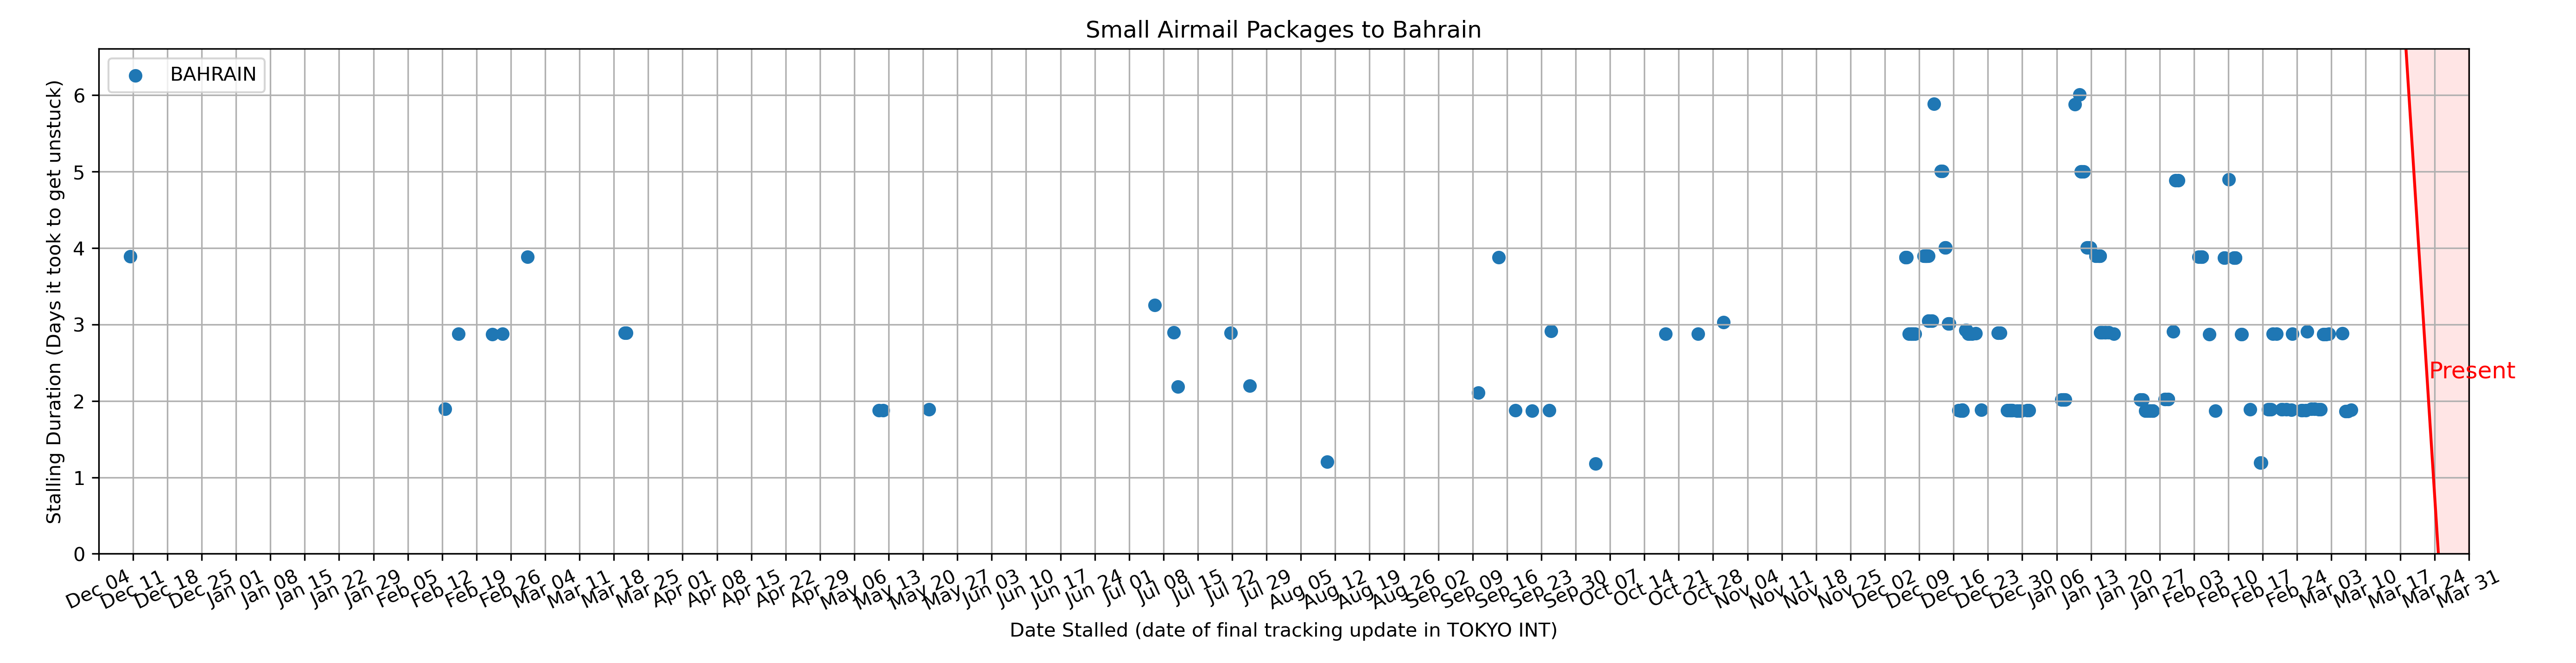 Small Airmail Packages to Bahrain
BAHRAIN
Stalling Duration (Days it took to get unstuck)
6
5
4
3
2
1
0
Present
Dec 04
Dec 11
Dec 18
Dec 25
Jan 01
Jan 08
Jan 15
Jan 22
Jan 29
Feb 05
Feb 12
Feb 19
Feb 26
Mar 04
Mar 11
Mar 18
Mar 25
Apr 01
Apr 08
Apr 15
Apr 22
Apr 29
May 06
May 13
May 20
May 27
Jun 03
Jun 10
Jun 17
Jun 24
Jul 01
Jul 08
Jul 15
Jul 22
Jul 29
Aug 05
Aug 12
Aug 19
Aug 26
Sep 02
Sep 09
Sep 16
Sep 23
Sep 30
Oct 07
Oct 14
Oct 21
Oct 28
Nov 04
Nov 11
Nov 18
Nov 25
Dec 02
Dec 09
Dec 16
Dec 23
Dec 30
Jan 06
Jan 13
Jan 20
Jan 27
Feb 03
Feb 10
Feb 17
Feb 24
Mar 03
Mar 10
Mar 17
Mar 24
Mar 31
Date Stalled (date of final tracking update in TOKYO INT)